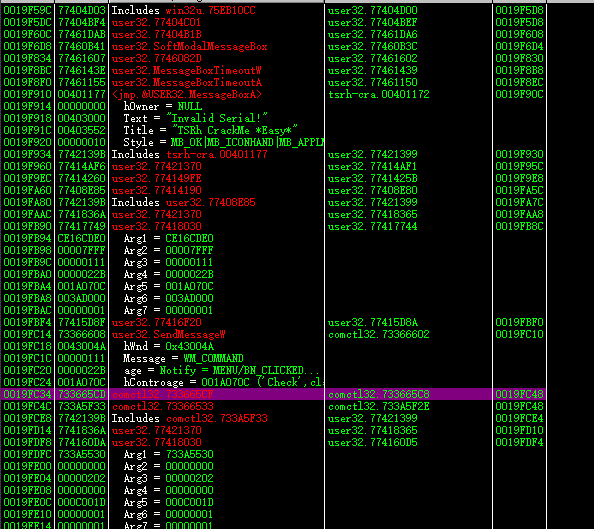 0019F59C 77404D03 Includes win32u.75EB10CC user32.77404D00 0019F5D8
0019F5DC 77404BF4 user32.77404C01 user32.77404BEF 0019F5D8
0019F60C 77461DAB user32.77404B1B user32.77461DA6 0019F608
0019F6D8 77460B41 user32.SoftModalMessageBox user32.77460B3C 0019F6D4
0019F834 77461607 user32.7746082D user32.77461602 0019F830
0019F8BC 7746143E user32.MessageBoxTimeoutW user32.77461439 0019F8B8
0019F8F0 77461155 user32.MessageBoxTimeoutA user32.77461150 0019F8EC
0019F910 00401177 <jmp.&USER32.MessageBoxA> tsrh-cra.00401172 0019F90C
0019F914 00000000 hOwner = NULL
0019F918 00403000 Text = "Invalid Serial!"
0019F91C 00403552 Title = "TSRh CrackMe *Easy*"
0019F920 00000010 Style = MB_OK|MB_ICONHAND|MB_APPLM
0019F934 7742139B Includes tsrh-cra.00401177 user32.77421399 0019F930
0019F960 77414AF6 user32.77421370 user32.77414AF1 0019F95C
0019F9EC 77414260 user32.774149FE user32.7741425B 0019F9E8
0019FA60 77408E85 user32.77414190 user32.77408E80 0019FA5C
0019FA80 7742139B Includes user32.77408E85 user32.77421399 0019FA7C
0019FAAC 7741836A user32.77421370 user32.77418365 0019FAA8
0019FB90 77417749 user32.77418030 user32.77417744 0019FB8C
0019FB94 CE16CDE0 Arg1 = CE16CDE0
0019FB98 00007FFF Arg2 = 00007FFF
0019FB9C 00000111 Arg3 = 00000111
0019FBA0 0000022B Arg4 = 0000022B
0019FBA4 001A070C Arg5 = 001A070C
0019FBA8 003AD000 Arg6 = 003AD000
0019FBAC 00000001 Arg7 = 00000001
0019FBF4 77415D8F user32.77416F20 user32.77415D8A 0019FBF0
0019FC14 73366608 user32.SendMessageW comctl32.73366602 0019FC10
0019FC18 0043004A hWnd = 0x43004A
0019FC1C 00000111 Message = WM_COMMAND
0019FC20 0000022B age = Notify = MENU/BN_CLICKED...
0019FC24 001A070C hControage = 001A070C ('Check',cla
0019FC34 733665CD comctl32.733665CF comctl32.733665C8 0019FC48
0019FC4C 733A5F33 comctl32.73366533 comctl32.733A5F2E 0019FC48
0019FCE8 7742139B Includes comctl32.733A5F33 user32.77421399 0019FCE4
0019FD14 7741836A user32.77421370 user32.77418365 0019FD10
0019FDF8 774160DA user32.77418030 user32.774160D5 0019FDF4
0019FDFC 733A5530 Arg1 = 733A5530
0019FE00 00000000 Arg2 = 00000000
0019FE04 00000202 Arg3 = 00000202
0019FE08 00000000 Arg4 = 00000000
0019FE0C 000C001D Arg5 = 000C001D
0019FE10 00000001 Arg6 = 00000001
0019FE14 00000001 Arg7 = 00000001